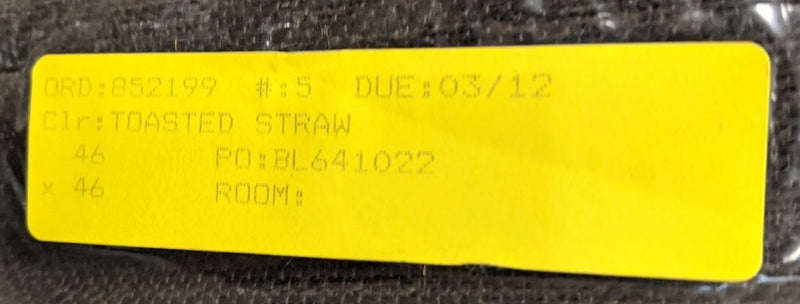 ORD:852199 #:5 DUE:03/12
Clr:TOASTED STRAW
46 PO:BL641022
x 46 ROOM: